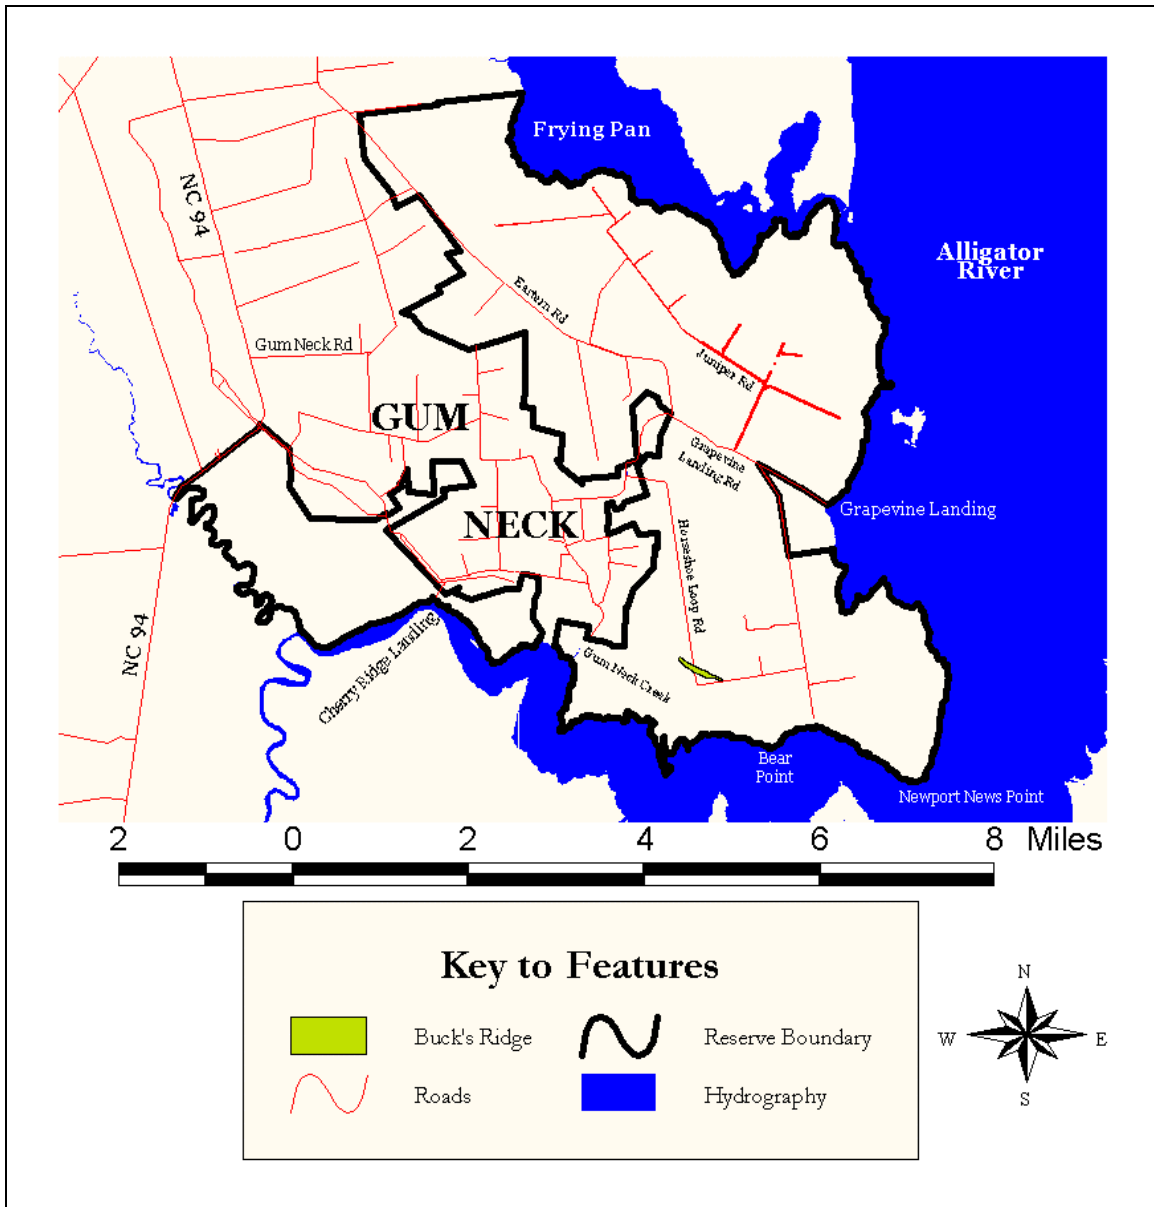 Frying Pan
NC 94
Alligator
River
Eastern Rd
Gum Neck Rd
Juniper Rd
GUM
Grapevine
Landing Rd
NECK
Grapevine Landing
Horseshoe Loop Rd
NC 94
Cherry Ridge Landing
Gum Neck Creek
Bear
Point
Newport News Point
2 0 2 4 6 8 Miles
Key to Features
Buck's Ridge
Reserve Boundary
Roads
Hydrography
N
W E
S